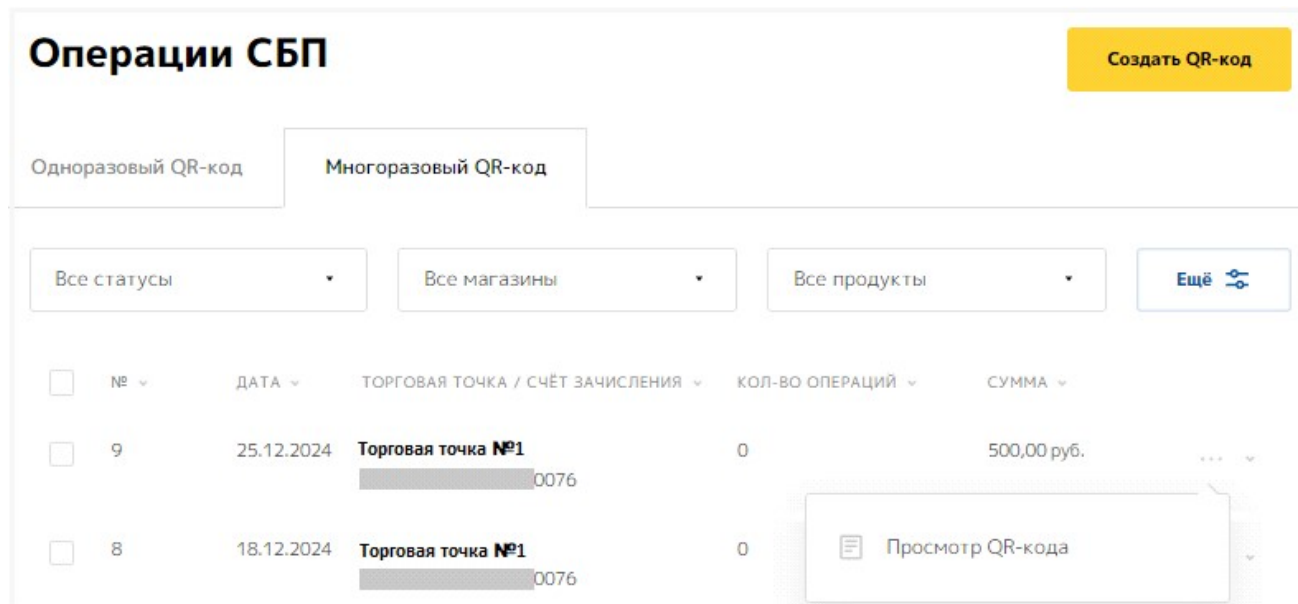 Операции СБП
Создать QR-код
Одноразовый QR-код
Многоразовый QR-код
Все статусы
Все магазины
Все продукты
Ещё
№ ДАТА ТОРГОВАЯ ТОЧКА / СЧЁТ ЗАЧИСЛЕНИЯ КОЛ-ВО ОПЕРАЦИЙ СУММА
9 25.12.2024 Торговая точка №1 0 500,00 руб. ...
0076
Просмотр QR-кода
8 18.12.2024 Торговая точка №1 0
0076